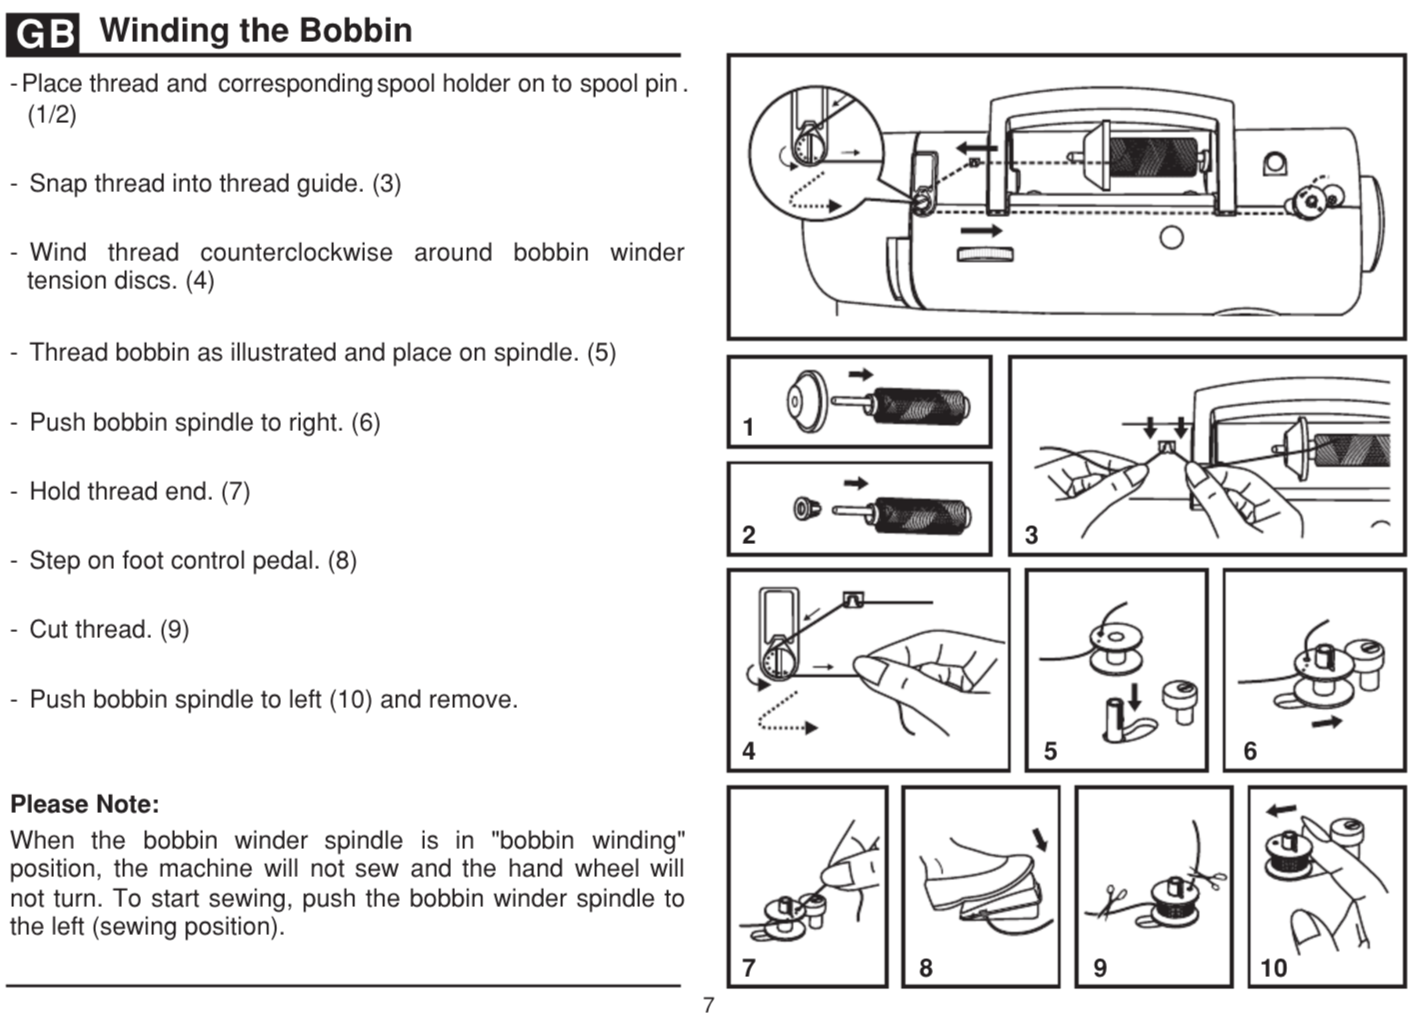 GB Winding the Bobbin
- Place thread and corresponding spool holder on to spool pin .
(1/2)
- Snap thread into thread guide. (3)
- Wind thread counterclockwise around bobbin winder
tension discs. (4)
- Thread bobbin as illustrated and place on spindle. (5)
- Push bobbin spindle to right. (6)
- Hold thread end. (7)
- Step on foot control pedal. (8)
- Cut thread. (9)
- Push bobbin spindle to left (10) and remove.
Please Note:
When the bobbin winder spindle is in "bobbin winding"
position, the machine will not sew and the hand wheel will
not turn. To start sewing, push the bobbin winder spindle to
the left (sewing position).
1
2
3
4
5
6
7
8
9
10
7